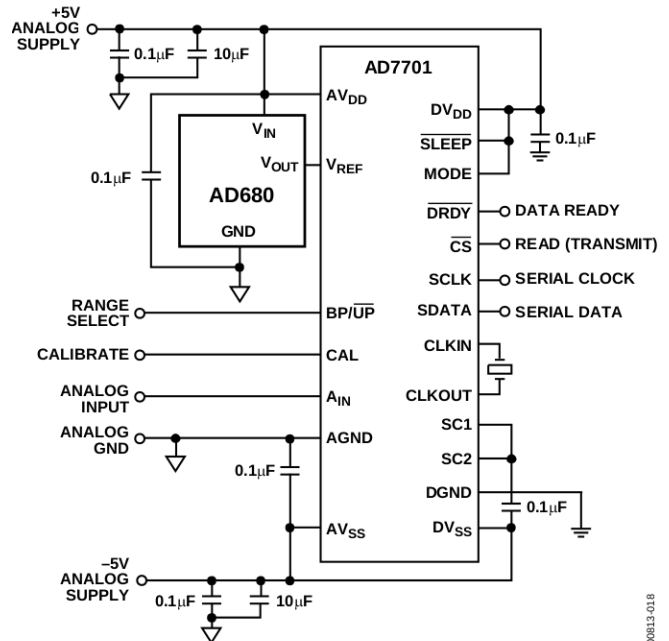 +5V
ANALOG
SUPPLY
0.1μF
10μF
AD7701
AVDD
DVDD
VIN
SLEEP
0.1μF
VOUT
VREF
MODE
0.1μF
AD680
DRDY
DATA READY
GND
CS
READ (TRANSMIT)
SCLK
SERIAL CLOCK
RANGE
SELECT
BP/UP
SDATA
SERIAL DATA
CLKIN
CALIBRATE
CAL
ANALOG
INPUT
AIN
CLKOUT
ANALOG
GND
AGND
SC1
0.1μF
SC2
DGND
0.1μF
AVSS
DVSS
–5V
ANALOG
SUPPLY
0.1μF
10μF
00813-018